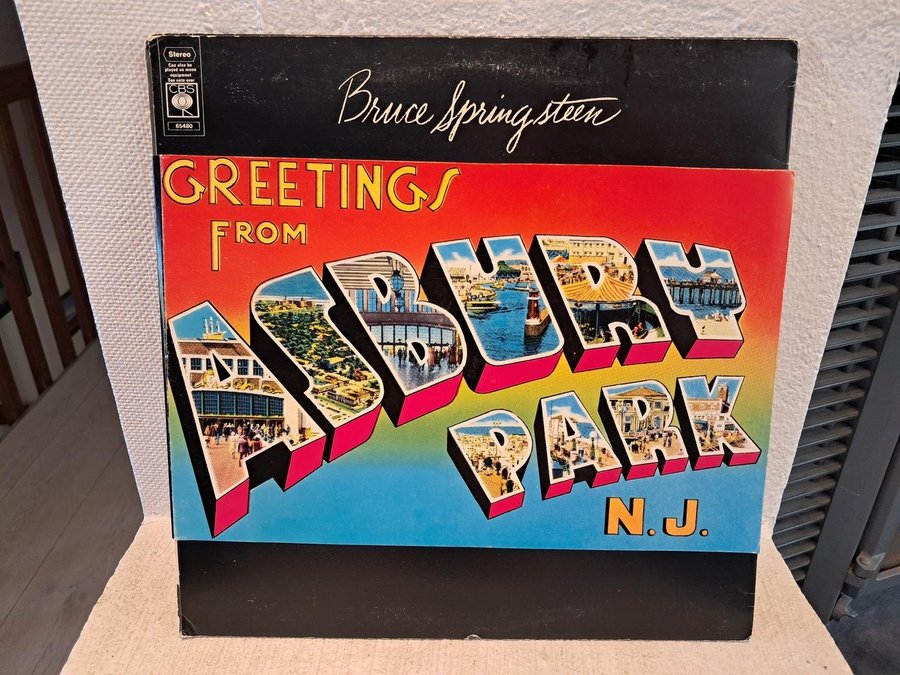 Stereo
Can also be
played on mono
equipment
See note over
CBS
65480
Bruce Springsteen
GREETINGS
FROM
ASBURY
PARK
N.J.